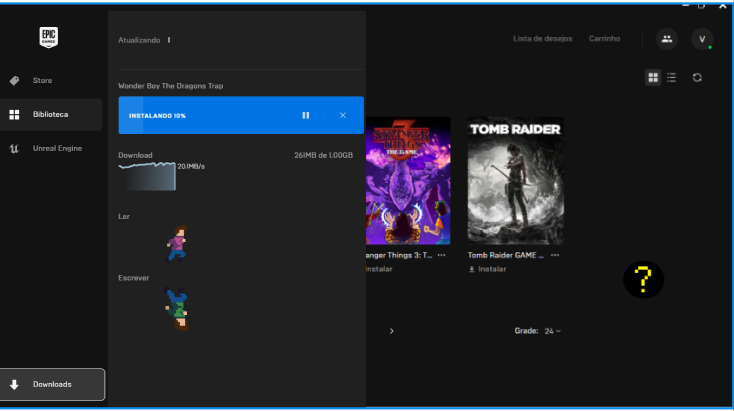 EPIC
GAMES
Store
Biblioteca
Unreal Engine
Downloads
Atualizando 1
Wonder Boy The Dragons Trap
INSTALANDO 10%
Download
261MB de 1.00GB
20.1MB/s
Ler
Escrever
Lista de desejos
Carrinho
V
STRANGER
THINGS
3
THE GAME
TOMB RAIDER
anger Things 3: T...
Tomb Raider GAME ...
Instalar
Instalar
?
Grade: 24